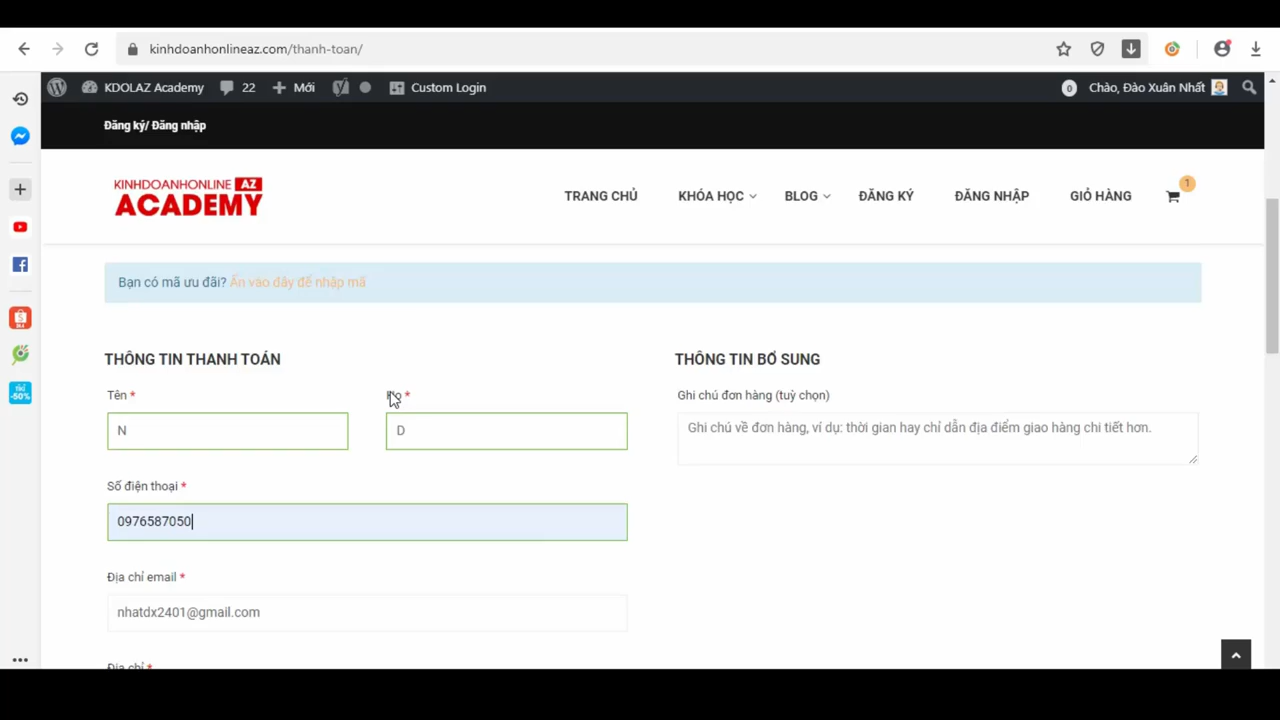 kinhdoanhonlineaz.com/thanh-toan/
KDOLAZ Academy 22 Mới Custom Login 0 Chào, Đào Xuân Nhất
Đăng ký/ Đăng nhập
KINHDOANHONLINE AZ
ACADEMY
TRANG CHỦ KHÓA HỌC BLOG ĐĂNG KÝ ĐĂNG NHẬP GIỎ HÀNG 1
Bạn có mã ưu đãi? Ấn vào đây để nhập mã
THÔNG TIN THANH TOÁN
Tên *
*
N
D
Số điện thoại *
0976587050
Địa chỉ email *
nhatdx2401@gmail.com
Địa chỉ *
THÔNG TIN BỔ SUNG
Ghi chú đơn hàng (tuỳ chọn)
Ghi chú về đơn hàng, ví dụ: thời gian hay chỉ dẫn địa điểm giao hàng chi tiết hơn.
TIKI
-50%